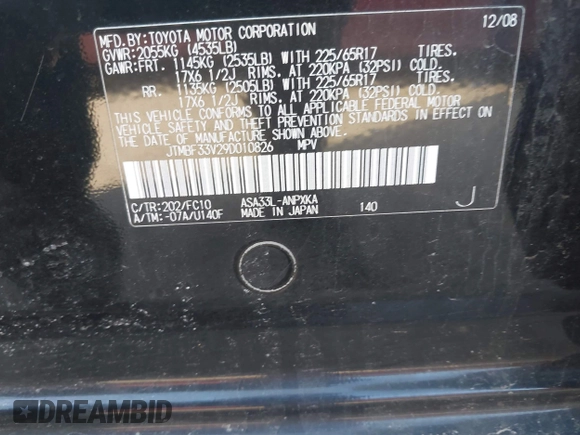 MFD. BY: TOYOTA MOTOR CORPORATION 12/08
GVWR: 2055KG (4535LB)
GAWR: FRT. 1145KG (2535LB) WITH 225/65R17 TIRES.
17X6 1/2J RIMS. AT 220KPA (32PSI) COLD.
RR. 1135KG (2505LB) WITH 225/65R17 TIRES.
17X6 1/2J RIMS. AT 220KPA (32PSI) COLD.
THIS VEHICLE CONFORMS TO ALL APPLICABLE FEDERAL MOTOR
VEHICLE SAFETY AND THEFT PREVENTION STANDARDS IN EFFECT ON
THE DATE OF MANUFACTURE SHOWN ABOVE.
JTMBF33V29D010826 MPV
C/TR: 202/FC10 ASA33L-ANPXKA 140 J
A/TM: -07A/U140F MADE IN JAPAN
DREAMBID